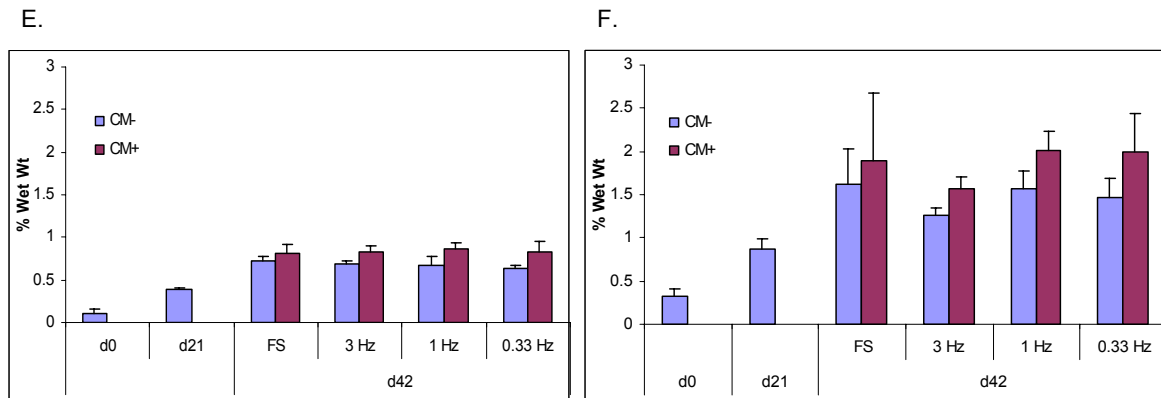 E.
3
2.5
2
1.5
1
0.5
0
% Wet Wt
CM-
CM+
d0
d21
FS
3 Hz
1 Hz
0.33 Hz
d42
F.
3
2.5
2
1.5
1
0.5
0
% Wet Wt
CM-
CM+
FS
3 Hz
1 Hz
0.33 Hz
d0
d21
d42